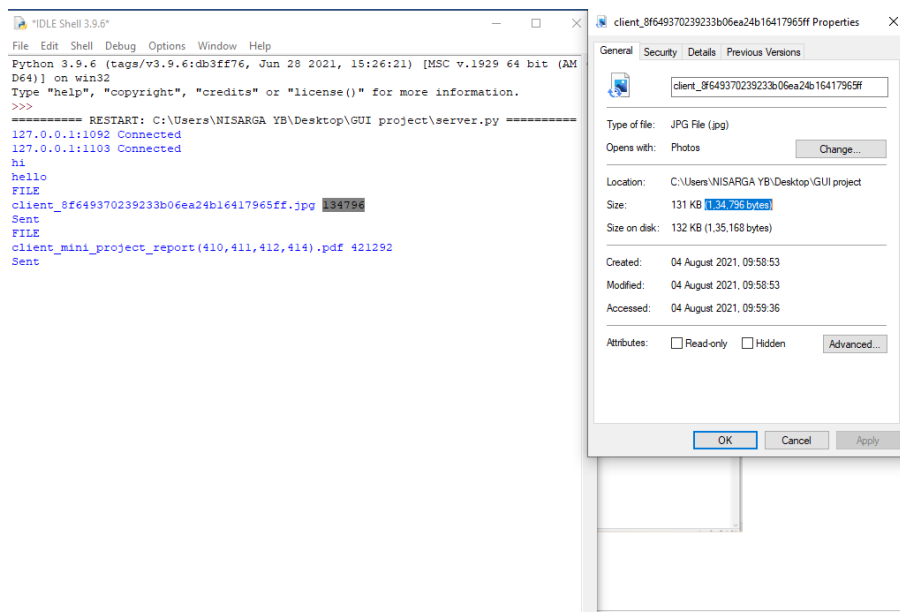 *IDLE Shell 3.9.6*
File Edit Shell Debug Options Window Help
Python 3.9.6 (tags/v3.9.6:db3ff76, Jun 28 2021, 15:26:21) [MSC v.1929 64 bit (AM
D64)] on win32
Type "help", "copyright", "credits" or "license()" for more information.
>>>
========== RESTART: C:\Users\NISARGA YB\Desktop\GUI project\server.py ==========
127.0.0.1:1092 Connected
127.0.0.1:1103 Connected
hi
hello
FILE
client_8f649370239233b06ea24b16417965ff.jpg 134796
Sent
FILE
client_mini_project_report(410,411,412,414).pdf 421292
Sent
client_8f649370239233b06ea24b16417965ff Properties
General Security Details Previous Versions
client_8f649370239233b06ea24b16417965ff
Type of file: JPG File (.jpg)
Opens with: Photos Change...
Location: C:\Users\NISARGA YB\Desktop\GUI project
Size: 131 KB (1,34,796 bytes)
Size on disk: 132 KB (1,35,168 bytes)
Created: 04 August 2021, 09:58:53
Modified: 04 August 2021, 09:58:53
Accessed: 04 August 2021, 09:59:36
Attributes: Read-only Hidden Advanced...
OK Cancel Apply